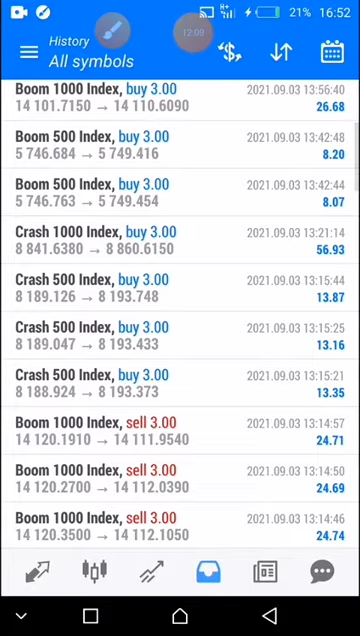 21% 16:52
12:09
History
All symbols
Boom 1000 Index, buy 3.00 2021.09.03 13:56:40
14 101.7150 → 14 110.6090 26.68
Boom 500 Index, buy 3.00 2021.09.03 13:42:48
5 746.684 → 5 749.416 8.20
Boom 500 Index, buy 3.00 2021.09.03 13:42:44
5 746.763 → 5 749.454 8.07
Crash 1000 Index, buy 3.00 2021.09.03 13:21:14
8 841.6380 → 8 860.6150 56.93
Crash 500 Index, buy 3.00 2021.09.03 13:15:44
8 189.126 → 8 193.748 13.87
Crash 500 Index, buy 3.00 2021.09.03 13:15:25
8 189.047 → 8 193.433 13.16
Crash 500 Index, buy 3.00 2021.09.03 13:15:21
8 188.924 → 8 193.373 13.35
Boom 1000 Index, sell 3.00 2021.09.03 13:14:57
14 120.1910 → 14 111.9540 24.71
Boom 1000 Index, sell 3.00 2021.09.03 13:14:50
14 120.2700 → 14 112.0390 24.69
Boom 1000 Index, sell 3.00 2021.09.03 13:14:46
14 120.3500 → 14 112.1050 24.74